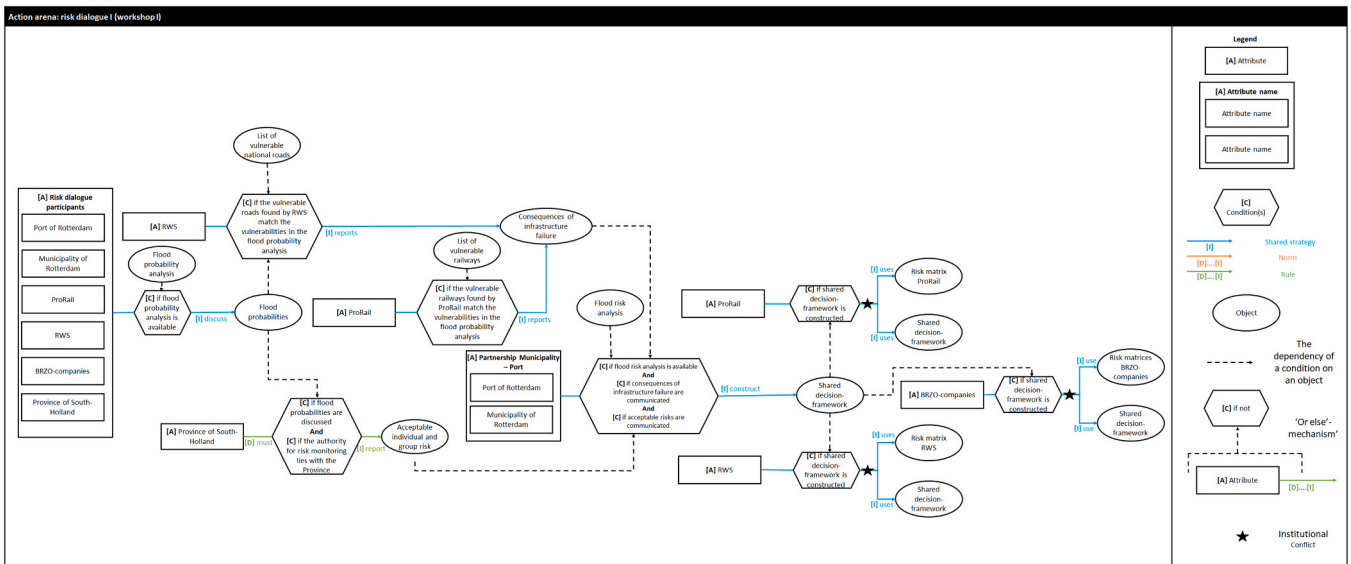 Action arena: risk dialogue I (workshop I)
List of
vulnerable
national roads
[A] Risk dialogue
participants
Port of Rotterdam
Municipality of
Rotterdam
ProRail
RWS
BRZO-companies
Province of South-
Holland
[A] RWS
[C] if the vulnerable
roads found by RWS
match the
vulnerabilities in the
flood probability
analysis
[I] reports
Consequences of
infrastructure
failure
Flood
probability
analysis
[C] if flood
probability
analysis is
available
[I] discuss
Flood
probabilities
List of
vulnerable
railways
[A] ProRail
[C] if the vulnerable
railways found by
ProRail match the
vulnerabilities in the
flood probability
analysis
[I] reports
Flood risk
analysis
[A] Province of South-
Holland
[D] must
[C] if flood
probabilities are
discussed
And
[C] if the authority
for risk monitoring
lies with the
Province
[I] report
Acceptable
individual and
group risk
[A] Partnership Municipality
– Port
Port of Rotterdam
Municipality of
Rotterdam
[C] if flood risk analysis is available
And
[C] if consequences of
infrastructure failure are
communicated
And
[C] if acceptable risks are
communicated
[I] construct
Shared
decision-
framework
[A] ProRail
[C] if shared
decision-
framework is
constructed
[I] uses
Risk matrix
ProRail
[I] uses
Shared
decision-
framework
[A] BRZO-companies
[C] if shared
decision-
framework is
constructed
[I] use
Risk matrices
BRZO-
companies
[I] use
Shared
decision-
framework
[A] RWS
[C] if shared
decision-
framework is
constructed
[I] uses
Risk matrix
RWS
[I] uses
Shared
decision-
framework
Legend
[A] Attribute
[A] Attribute name
Attribute name
Attribute name
[C]
Condition(s)
[I]
Shared strategy
[D]....[I]
Norm
[D]....[I]
Rule
Object
The
dependency of
a condition on
an object
[C] if not
'Or else'-
mechanism'
[A] Attribute
[D]....[I]
Institutional
Conflict